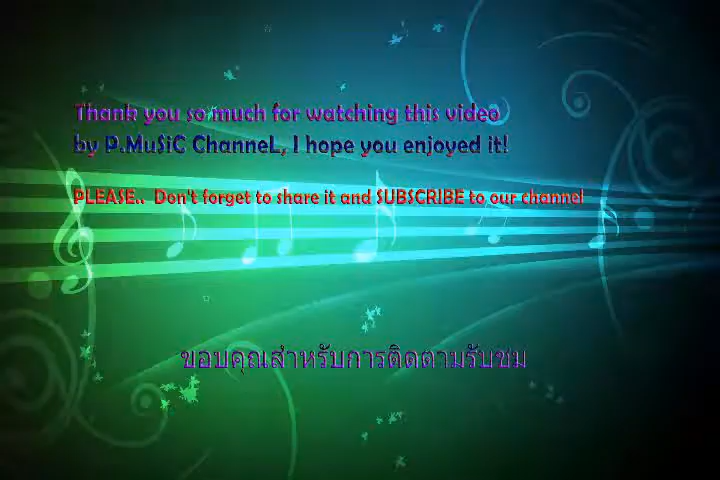 Thank you so much for watching this video
by P.MuSiC ChanneL, I hope you enjoyed it!
PLEASE.. Don't forget to share it and SUBSCRIBE to our channel
ขอบคุณสำหรับการติดตามรับชม